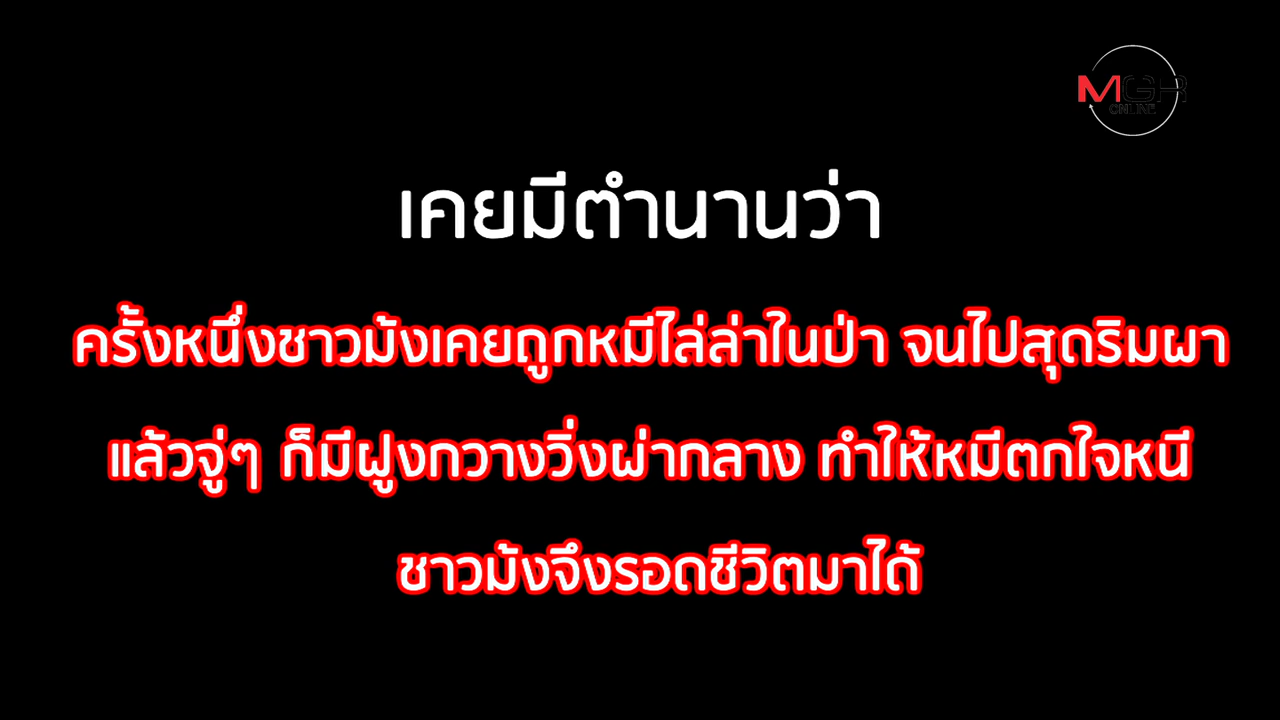 MGR
ONLINE
เคยมีตำนานว่า
ครั้งหนึ่งชาวม้งเคยถูกหมีไล่ล่าในป่า จนไปสุดริมผา
แล้วจู่ๆ ก็มีฝูงกวางวิ่งผ่ากลาง ทำให้หมีตกใจหนี
ชาวม้งจึงรอดชีวิตมาได้